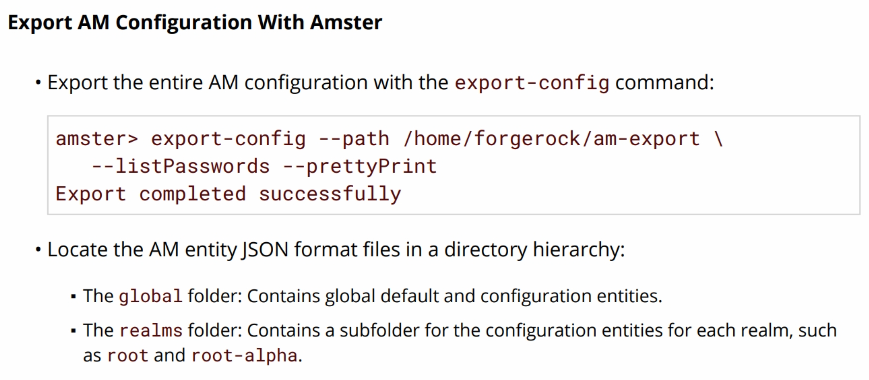 Export AM Configuration With Amster
• Export the entire AM configuration with the export-config command:
amster> export-config --path /home/forgerock/am-export \
--listPasswords --prettyPrint
Export completed successfully
• Locate the AM entity JSON format files in a directory hierarchy:
▪ The global folder: Contains global default and configuration entities.
▪ The realms folder: Contains a subfolder for the configuration entities for each realm, such
as root and root-alpha.